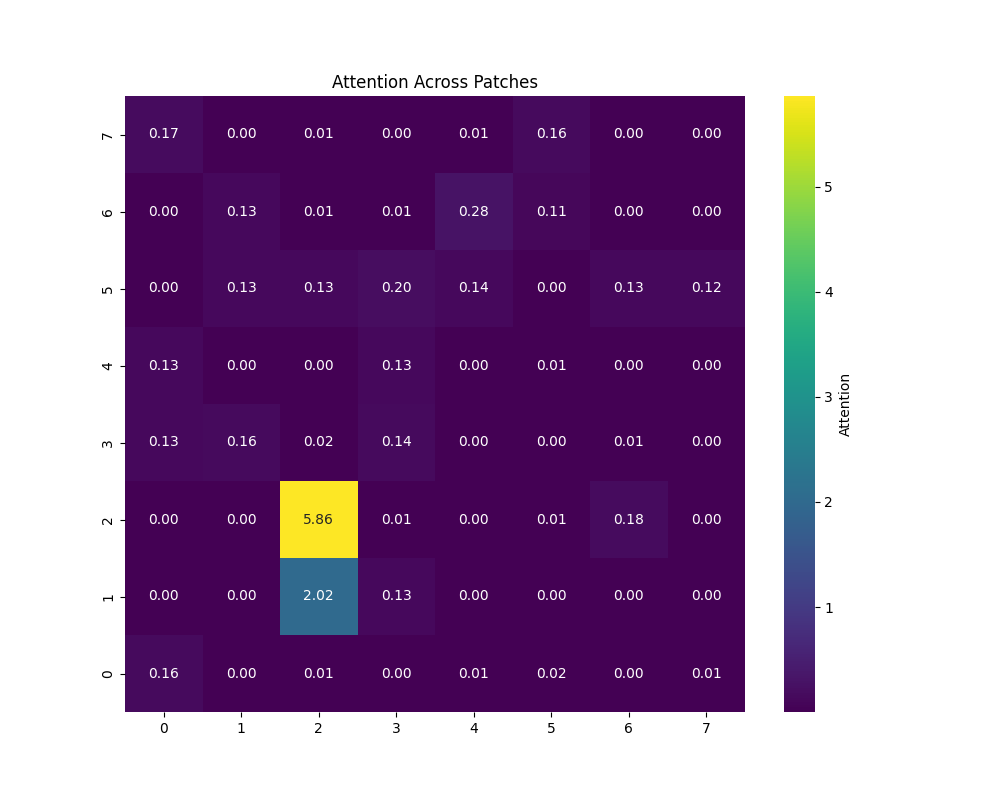 Attention Across Patches
7 0.17 0.00 0.01 0.00 0.01 0.16 0.00 0.00
6 0.00 0.13 0.01 0.01 0.28 0.11 0.00 0.00
5 0.00 0.13 0.13 0.20 0.14 0.00 0.13 0.12
4 0.13 0.00 0.00 0.13 0.00 0.01 0.00 0.00
3 0.13 0.16 0.02 0.14 0.00 0.00 0.01 0.00
2 0.00 0.00 5.86 0.01 0.00 0.01 0.18 0.00
1 0.00 0.00 2.02 0.13 0.00 0.00 0.00 0.00
0 0.16 0.00 0.01 0.00 0.01 0.02 0.00 0.01
0 1 2 3 4 5 6 7
5
4
3
2
1
Attention